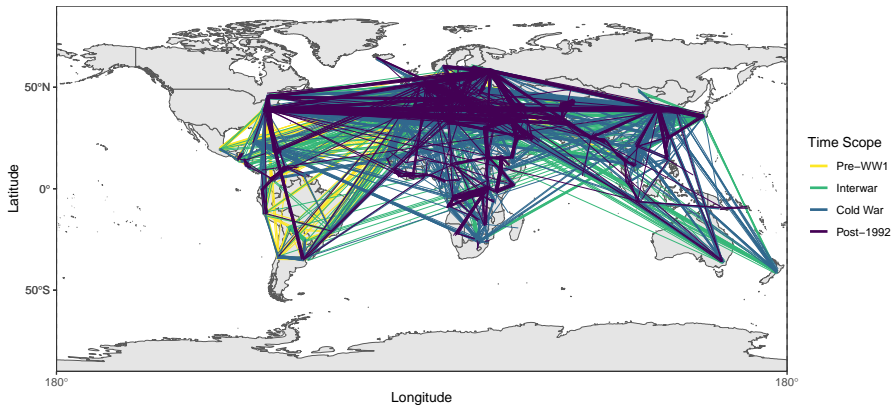 50°N
0°
50°S
180°
180°
Latitude
Longitude
Time Scope
Pre−WW1
Interwar
Cold War
Post−1992